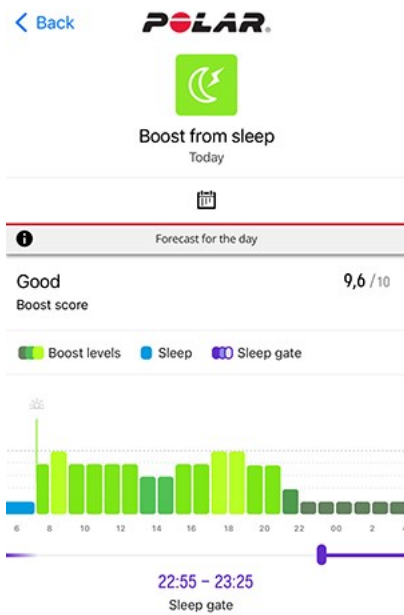 Back
POLAR.
Boost from sleep
Today
Forecast for the day
Good 9,6 /10
Boost score
Boost levels Sleep Sleep gate
6 8 10 12 14 16 18 20 22 00 2 4
22:55 – 23:25
Sleep gate